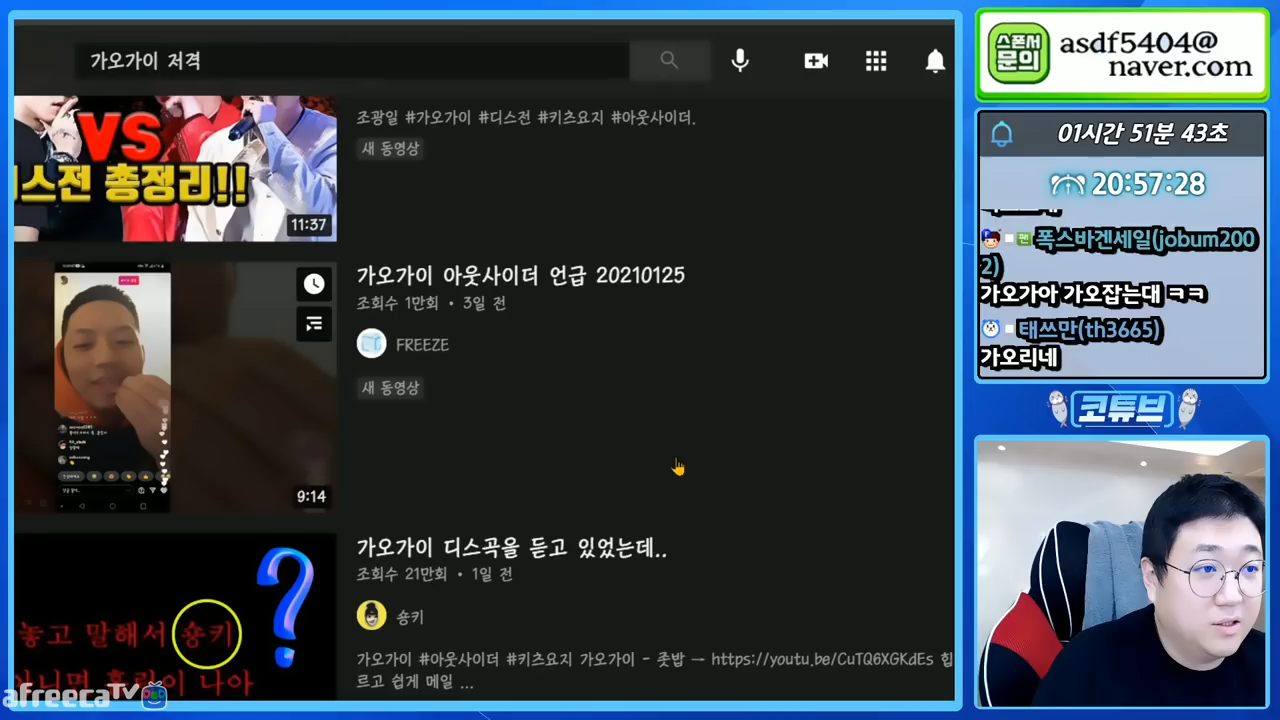 가오가이 저격
VS
스전 총정리!!
11:37
조광일 #가오가이 #디스전 #키츠요지 #아웃사이더.
새 동영상
가오가이 아웃사이더 언급 20210125
조회수 1만회 • 3일 전
FREEZE
새 동영상
9:14
가오가이 디스곡을 듣고 있었는데..
조회수 21만회 • 1일 전
숑키
가오가이 #아웃사이더 #키츠요지 가오가이 - 좃밥 → https://youtu.be/CuTQ6XGKdEs 힙
르고 쉽게 메일 ...
?
놓고 말해서 숑키
afreecaTV
스폰서
문의
asdf5404@
naver.com
01시간 51분 43초
20:57:28
팬 폭스바겐세일(jobum200
2)
가오가아 가오잡는대 ㅋㅋ
태쓰만(th3665)
가오리네
코튜브